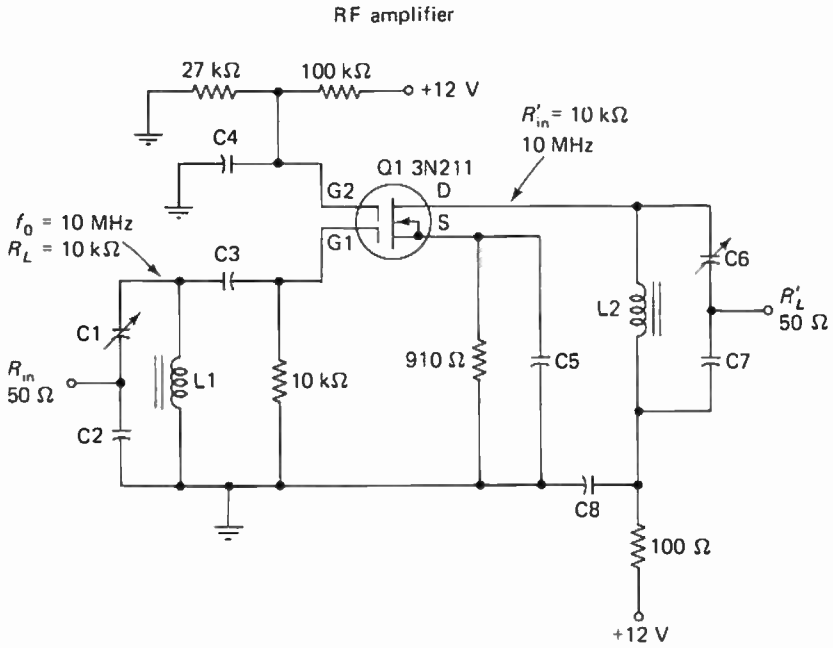 RF amplifier
27 kΩ
100 kΩ
+12 V
C4
R'in = 10 kΩ
10 MHz
Q1 3N211
G2
D
S
G1
f0 = 10 MHz
RL = 10 kΩ
C3
C1
L1
Rin
50 Ω
C2
10 kΩ
910 Ω
C5
L2
C6
R'L
50 Ω
C7
C8
100 Ω
+12 V